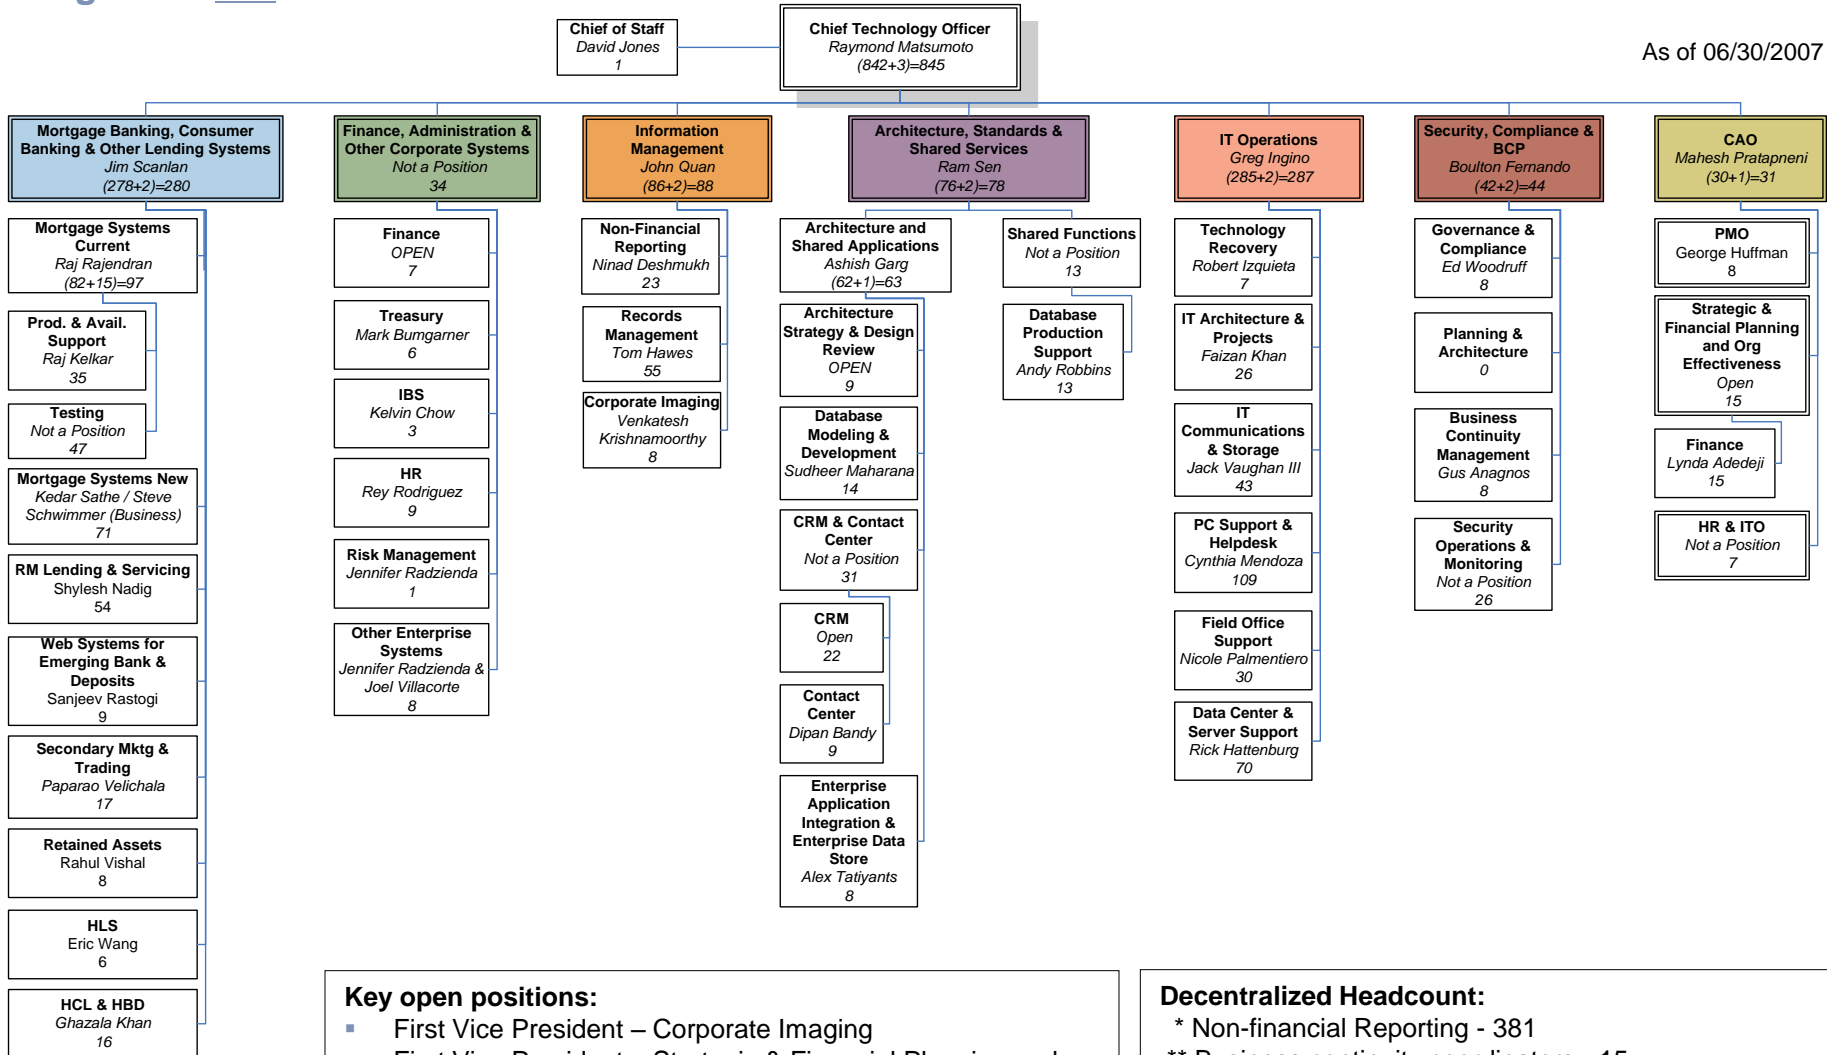 Chief of Staff
David Jones
1
Chief Technology Officer
Raymond Matsumoto
(842+3)=845
As of 06/30/2007
Mortgage Banking, Consumer
Banking & Other Lending Systems
Jim Scanlan
(278+2)=280
Finance, Administration &
Other Corporate Systems
Not a Position
34
Information
Management
John Quan
(86+2)=88
Architecture, Standards &
Shared Services
Ram Sen
(76+2)=78
IT Operations
Greg Ingino
(285+2)=287
Security, Compliance &
BCP
Boulton Fernando
(42+2)=44
CAO
Mahesh Pratapneni
(30+1)=31
Mortgage Systems
Current
Raj Rajendran
(82+15)=97
Prod. & Avail.
Support
Raj Kelkar
35
Testing
Not a Position
47
Mortgage Systems New
Kedar Sathe / Steve
Schwimmer (Business)
71
RM Lending & Servicing
Shylesh Nadig
54
Web Systems for
Emerging Bank &
Deposits
Sanjeev Rastogi
9
Secondary Mktg &
Trading
Paparao Velichala
17
Retained Assets
Rahul Vishal
8
HLS
Eric Wang
6
HCL & HBD
Ghazala Khan
16
Finance
OPEN
7
Treasury
Mark Bumgarner
6
IBS
Kelvin Chow
3
HR
Rey Rodriguez
9
Risk Management
Jennifer Radzienda
1
Other Enterprise
Systems
Jennifer Radzienda &
Joel Villacorte
8
Non-Financial
Reporting
Ninad Deshmukh
23
Records
Management
Tom Hawes
55
Corporate Imaging
Venkatesh
Krishnamoorthy
8
Architecture and
Shared Applications
Ashish Garg
(62+1)=63
Architecture
Strategy & Design
Review
OPEN
9
Database
Modeling &
Development
Sudheer Maharana
14
CRM & Contact
Center
Not a Position
31
CRM
Open
22
Contact
Center
Dipan Bandy
9
Enterprise
Application
Integration &
Enterprise Data
Store
Alex Tatiyants
8
Shared Functions
Not a Position
13
Database
Production
Support
Andy Robbins
13
Technology
Recovery
Robert Izquieta
7
IT Architecture &
Projects
Faizan Khan
26
IT
Communications
& Storage
Jack Vaughan III
43
PC Support &
Helpdesk
Cynthia Mendoza
109
Field Office
Support
Nicole Palmentiero
30
Data Center &
Server Support
Rick Hattenburg
70
Governance &
Compliance
Ed Woodruff
8
Planning &
Architecture
0
Business
Continuity
Management
Gus Anagnos
8
Security
Operations &
Monitoring
Not a Position
26
PMO
George Huffman
8
Strategic &
Financial Planning
and Org
Effectiveness
Open
15
Finance
Lynda Adedeji
15
HR & ITO
Not a Position
7
Key open positions:
▪ First Vice President – Corporate Imaging
First Vice President – Strategic & Financial Planning and
Decentralized Headcount:
* Non-financial Reporting - 381
** Business continuity coordinators - 15